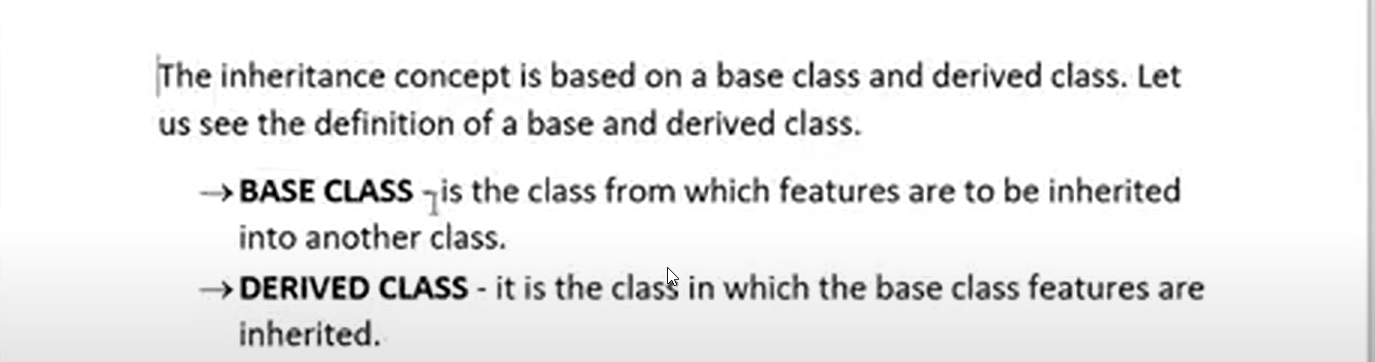 The inheritance concept is based on a base class and derived class. Let
us see the definition of a base and derived class.
→ BASE CLASS - is the class from which features are to be inherited
into another class.
→ DERIVED CLASS - it is the class in which the base class features are
inherited.